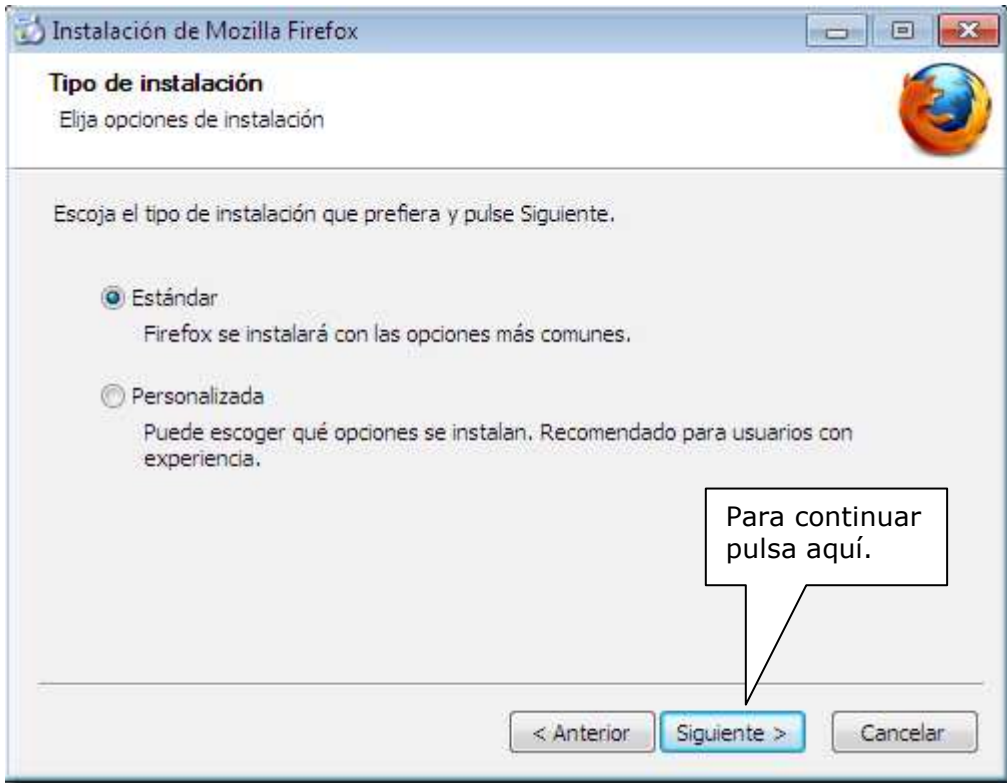 Instalación de Mozilla Firefox
Tipo de instalación
Elija opciones de instalación
Escoja el tipo de instalación que prefiera y pulse Siguiente.
Estándar
Firefox se instalará con las opciones más comunes.
Personalizada
Puede escoger qué opciones se instalan. Recomendado para usuarios con
experiencia.
Para continuar
pulsa aquí.
< Anterior
Siguiente >
Cancelar